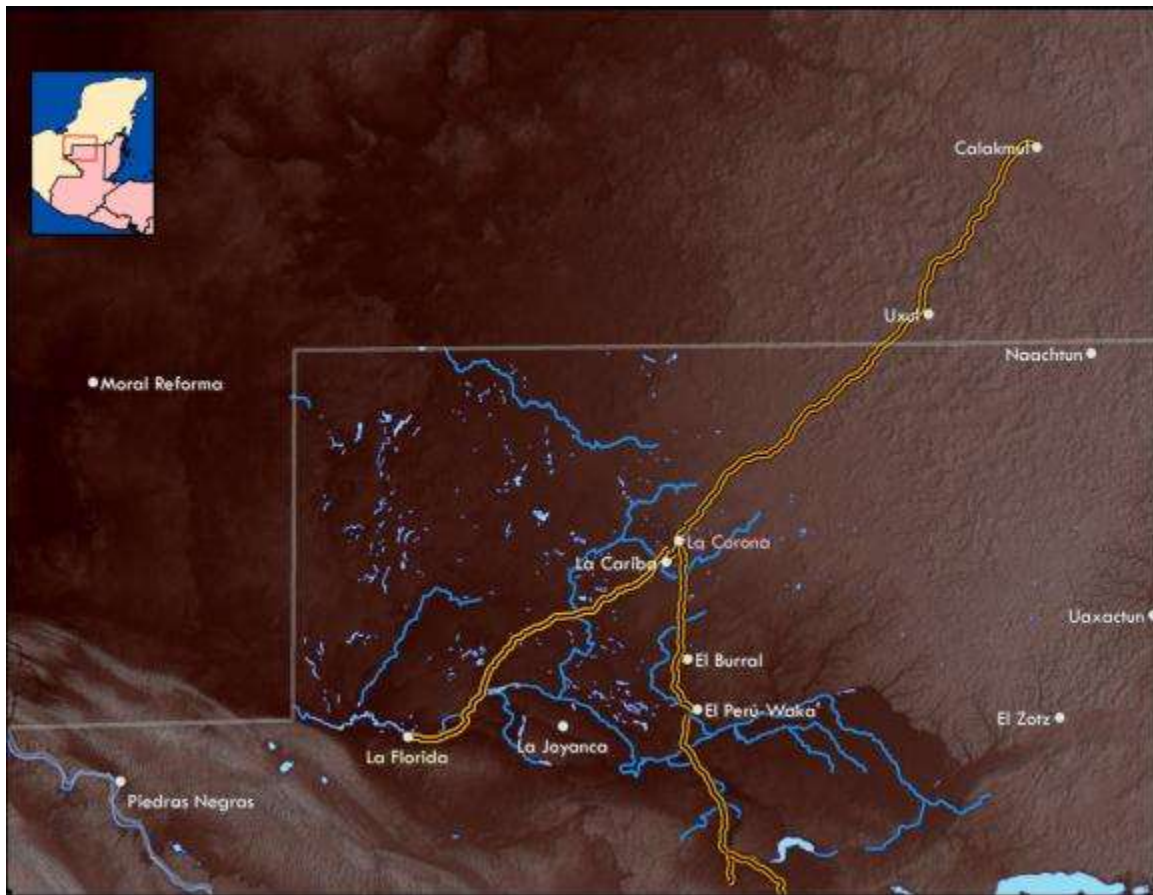 Calakmul
Uxul
Naachtun
Moral Reforma
La Corona
La Cariba
Uaxactun
El Burral
El Perú-Waka'
El Zotz
La Joyanca
La Florida
Piedras Negras